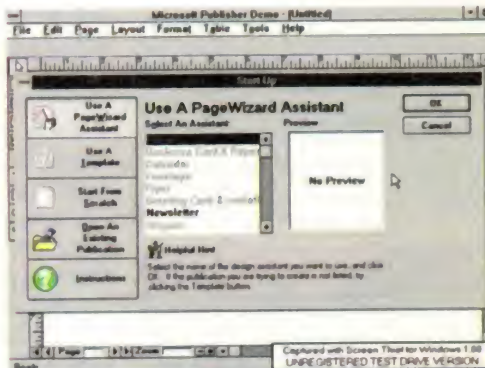 Microsoft Publisher Demo - [Untitled]
File Edit Page Layout Format Table Tools Help
Start Up
Use A PageWizard Assistant
Use A Template
Start From Scratch
Open An Existing Publication
Instructions
Use A PageWizard Assistant
Select An Assistant:
Calendar
Newsletter
Preview
No Preview
OK
Cancel
Helpful Hint
Select the name of the design assistant you want to use, and click
OK. If the publication you are trying to create is not listed, try
clicking the Template button.
Page
Zoom
Ready
Captured with Screen Thief for Windows 1.00
UNREGISTERED TEST DRIVE VERSION